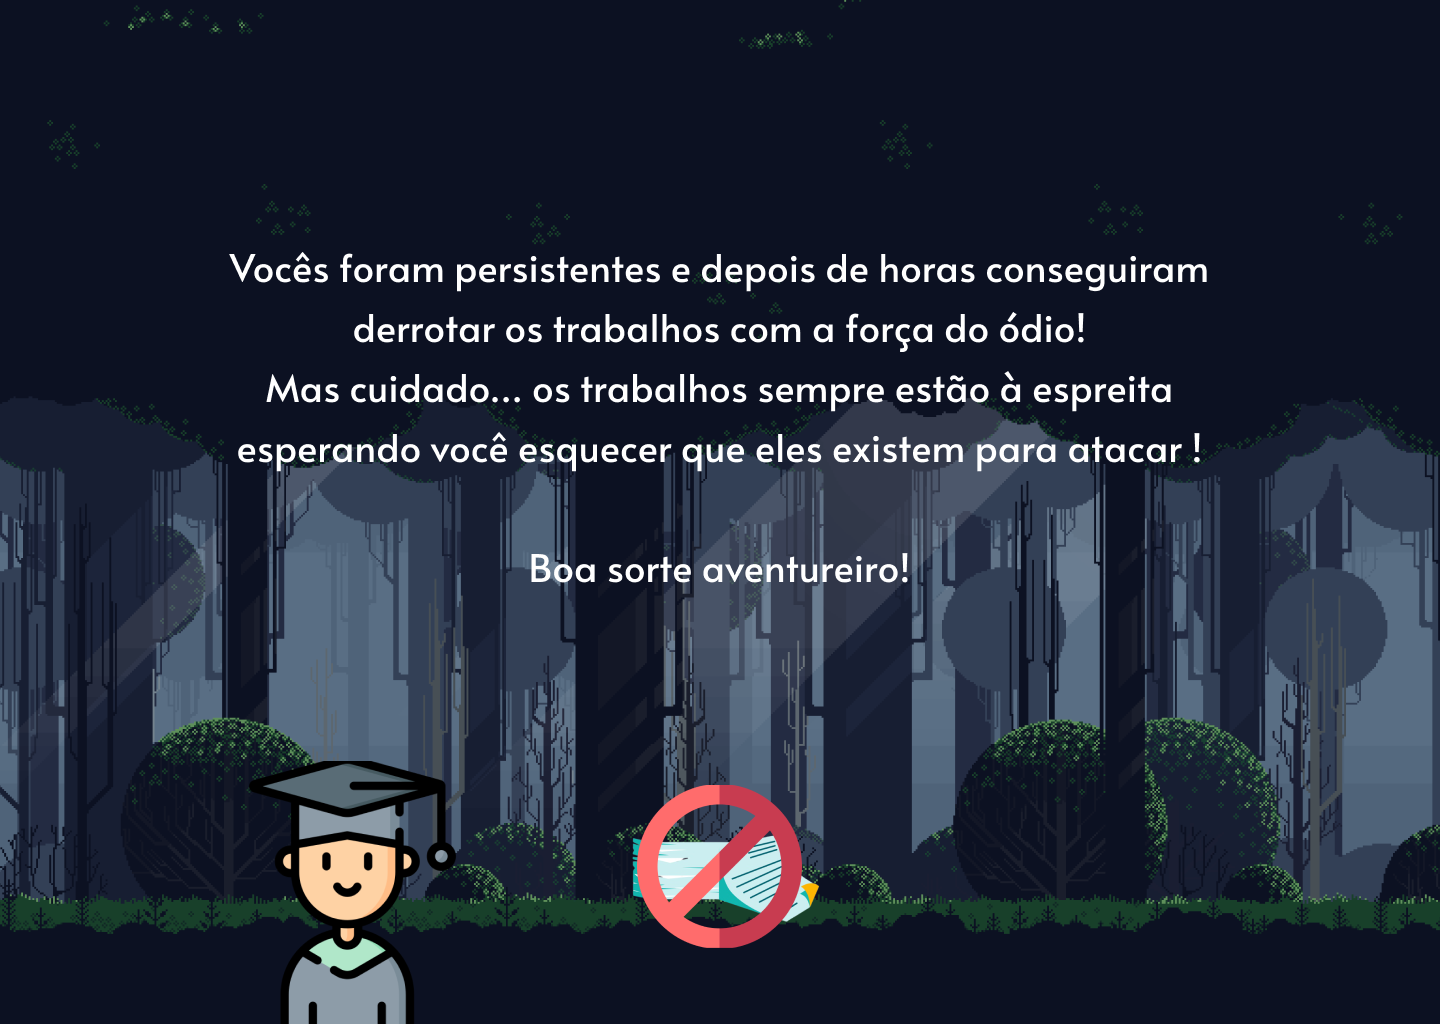 Vocês foram persistentes e depois de horas conseguiram
derrotar os trabalhos com a força do ódio!
Mas cuidado... os trabalhos sempre estão à espreita
esperando você esquecer que eles existem para atacar !
Boa sorte aventureiro!